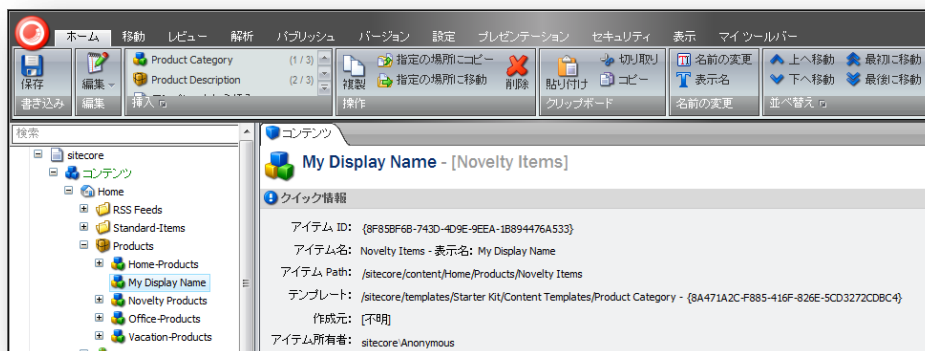 ホーム 移動 レビュー 解析 パブリッシュ バージョン 設定 プレゼンテーション セキュリティ 表示 マイツールバー
Product Category (1 / 3) 指定の場所にコピー 切り取り 名前の変更 上へ移動 最初に移動
保存 編集 Product Description (2 / 3) 複製 指定の場所に移動 削除 貼り付け コピー 表示名 下へ移動 最後に移動
書き込み 編集 挿入 操作 クリップボード 名前の変更 並べ替え
検索 コンテンツ
sitecore
コンテンツ
Home
RSS Feeds
Standard-Items
Products
Home-Products
My Display Name
Novelty Products
Office-Products
Vacation-Products
My Display Name - [Novelty Items]
クイック情報
アイテム ID: {8F85BF6B-743D-4D9E-9EEA-1B894476A533}
アイテム名: Novelty Items - 表示名: My Display Name
アイテム Path: /sitecore/content/Home/Products/Novelty Items
テンプレート: /sitecore/templates/Starter Kit/Content Templates/Product Category - {8A471A2C-F885-416F-826E-5CD3272CDBC4}
作成元: [不明]
アイテム所有者: sitecore\Anonymous